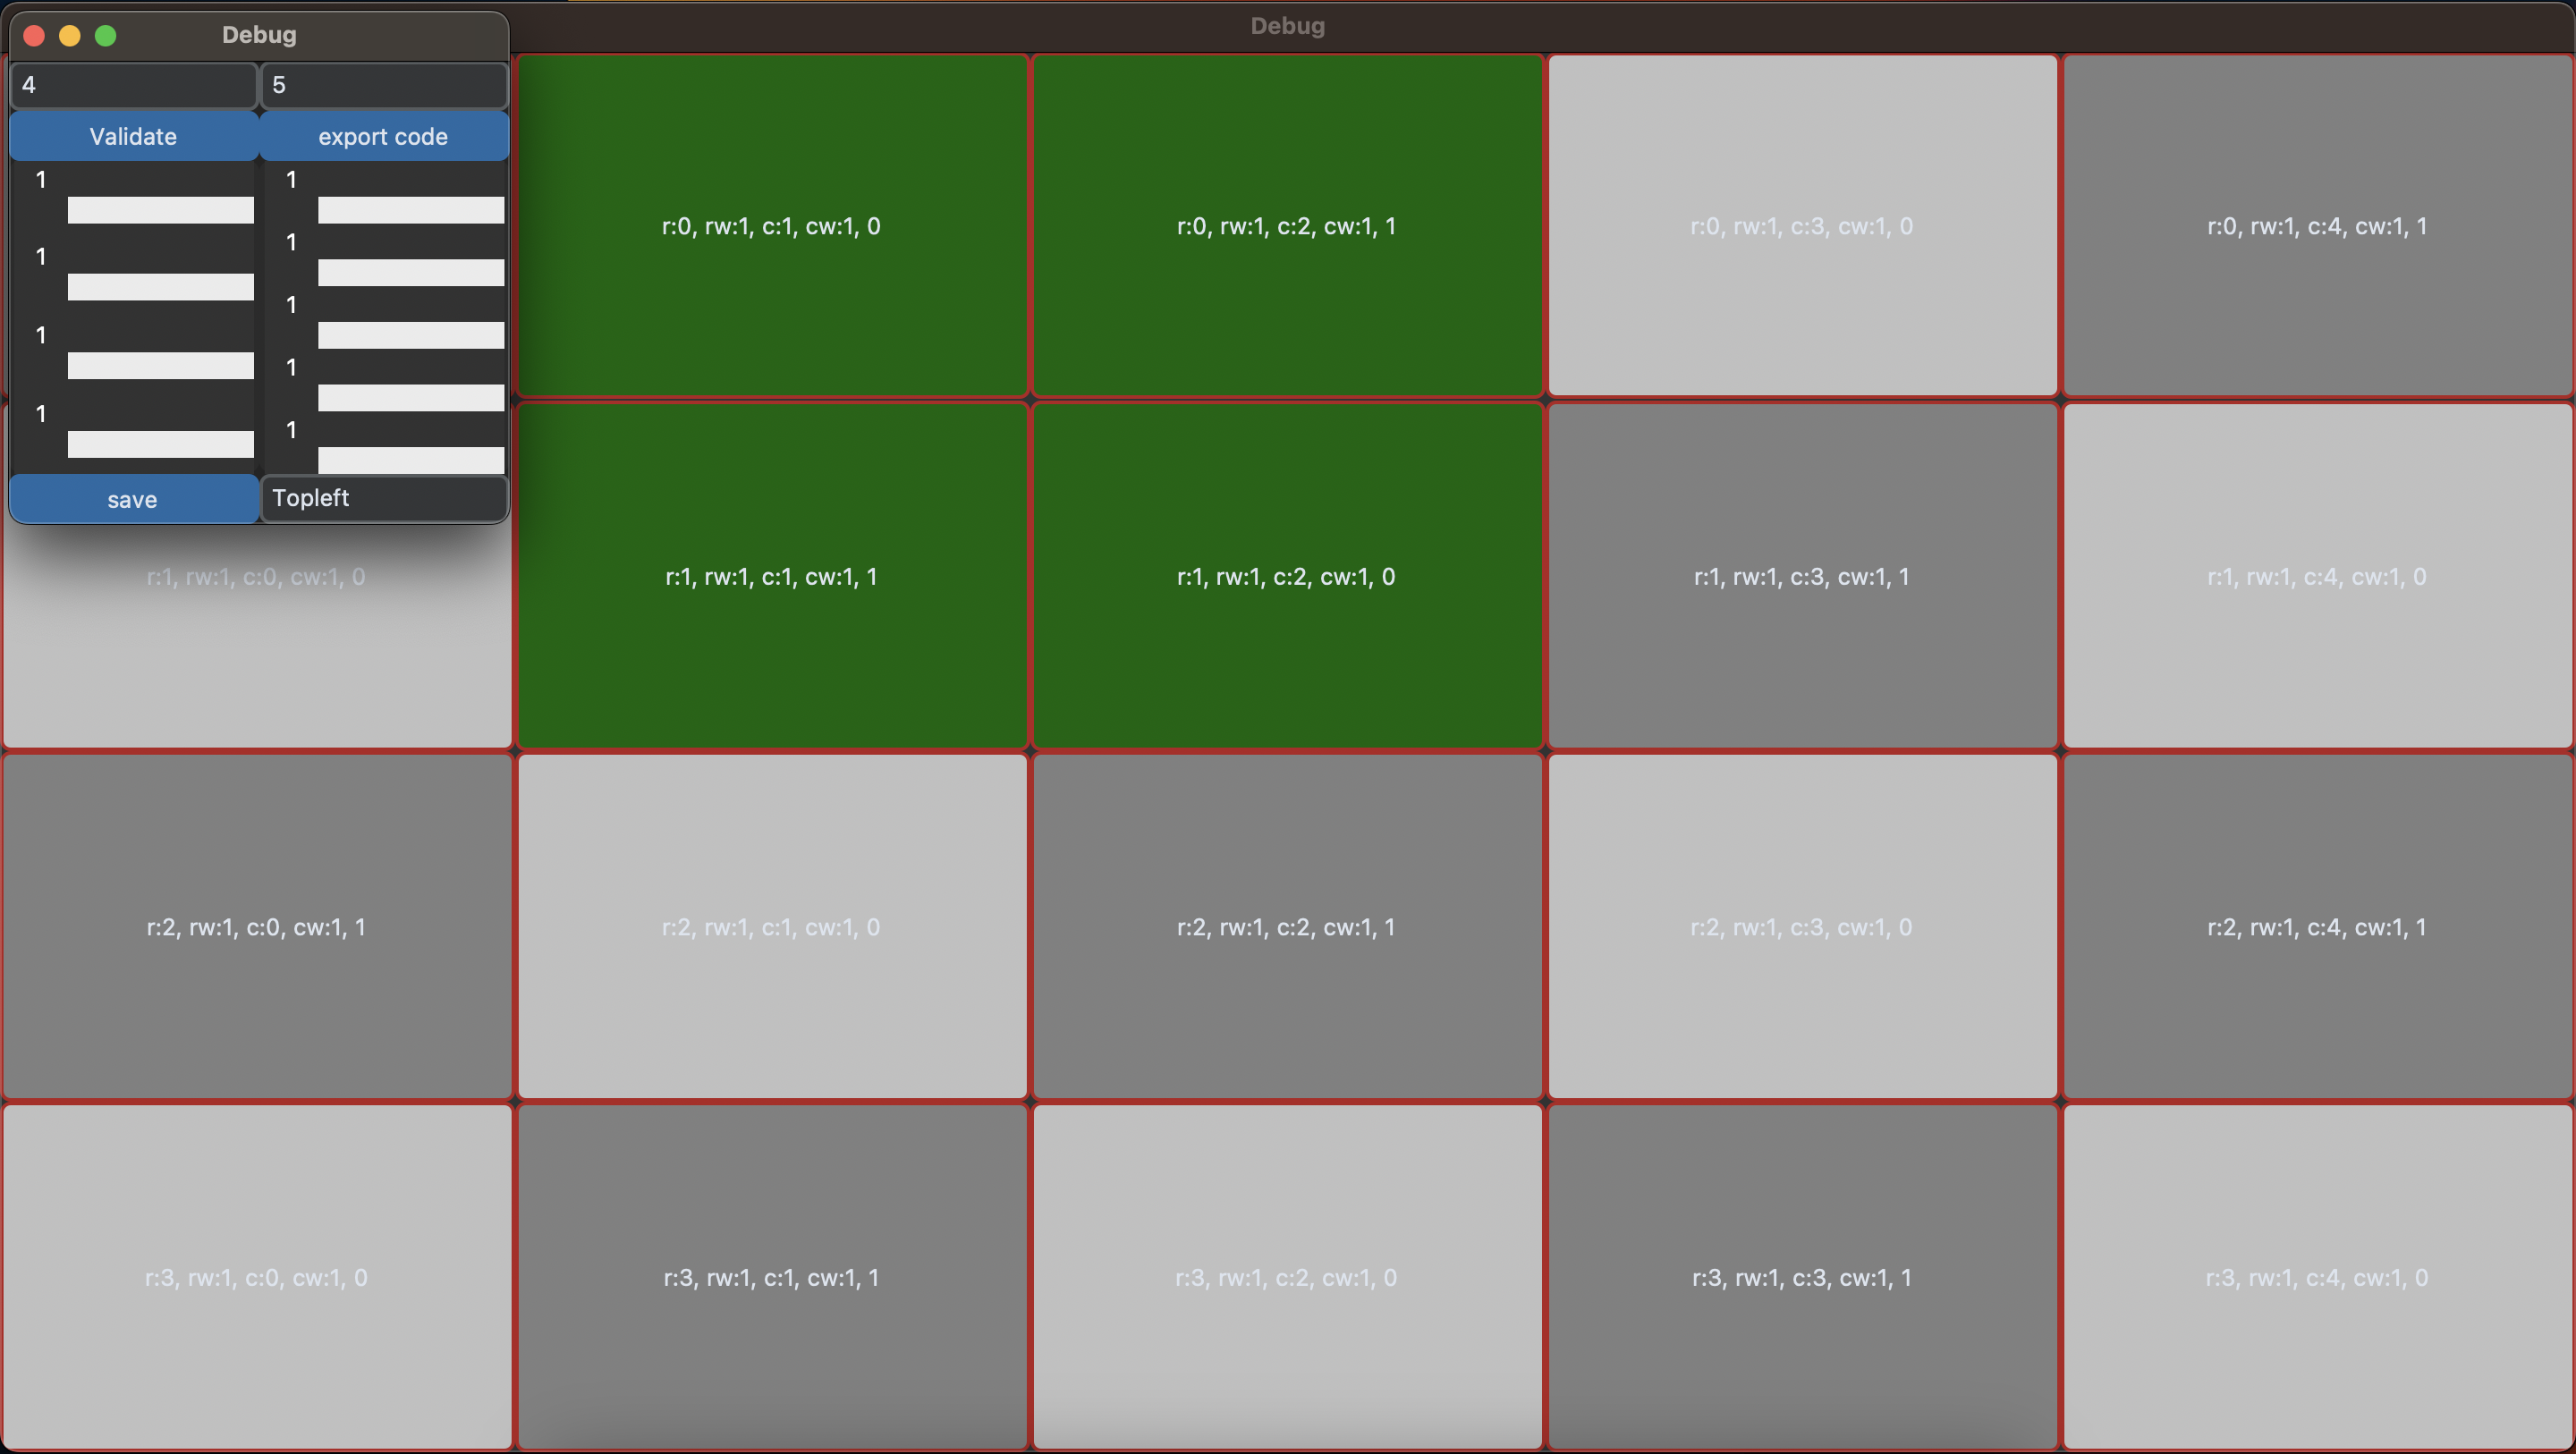 Debug
Debug
4 5
Validate export code
1 1
1 1
1 1
1 1
1 1
save Topleft
r:0, rw:1, c:1, cw:1, 0 r:0, rw:1, c:2, cw:1, 1 r:0, rw:1, c:3, cw:1, 0 r:0, rw:1, c:4, cw:1, 1
r:1, rw:1, c:0, cw:1, 0 r:1, rw:1, c:1, cw:1, 1 r:1, rw:1, c:2, cw:1, 0 r:1, rw:1, c:3, cw:1, 1 r:1, rw:1, c:4, cw:1, 0
r:2, rw:1, c:0, cw:1, 1 r:2, rw:1, c:1, cw:1, 0 r:2, rw:1, c:2, cw:1, 1 r:2, rw:1, c:3, cw:1, 0 r:2, rw:1, c:4, cw:1, 1
r:3, rw:1, c:0, cw:1, 0 r:3, rw:1, c:1, cw:1, 1 r:3, rw:1, c:2, cw:1, 0 r:3, rw:1, c:3, cw:1, 1 r:3, rw:1, c:4, cw:1, 0